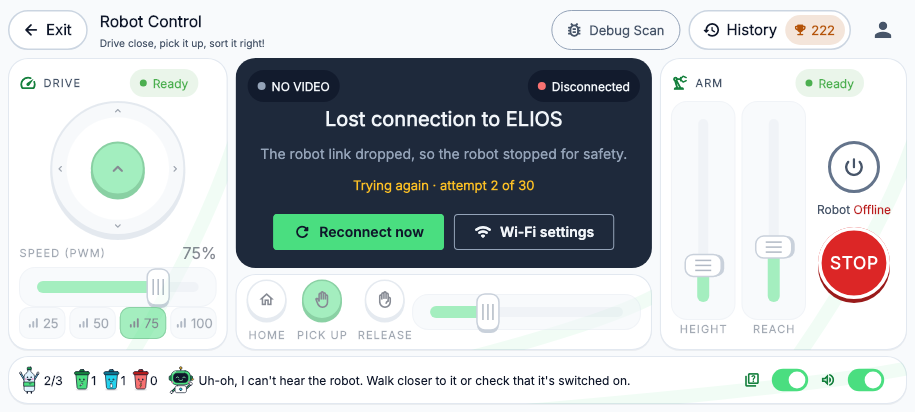 Exit
Robot Control
Drive close, pick it up, sort it right!
Debug Scan
History 222
DRIVE Ready
NO VIDEO
Disconnected
Lost connection to ELIOS
The robot link dropped, so the robot stopped for safety.
Trying again · attempt 2 of 30
Reconnect now
Wi-Fi settings
ARM Ready
Robot Offline
STOP
HEIGHT REACH
SPEED (PWM) 75%
25 50 75 100
HOME PICK UP RELEASE
2/3 1 1 0 Uh-oh, I can't hear the robot. Walk closer to it or check that it's switched on.